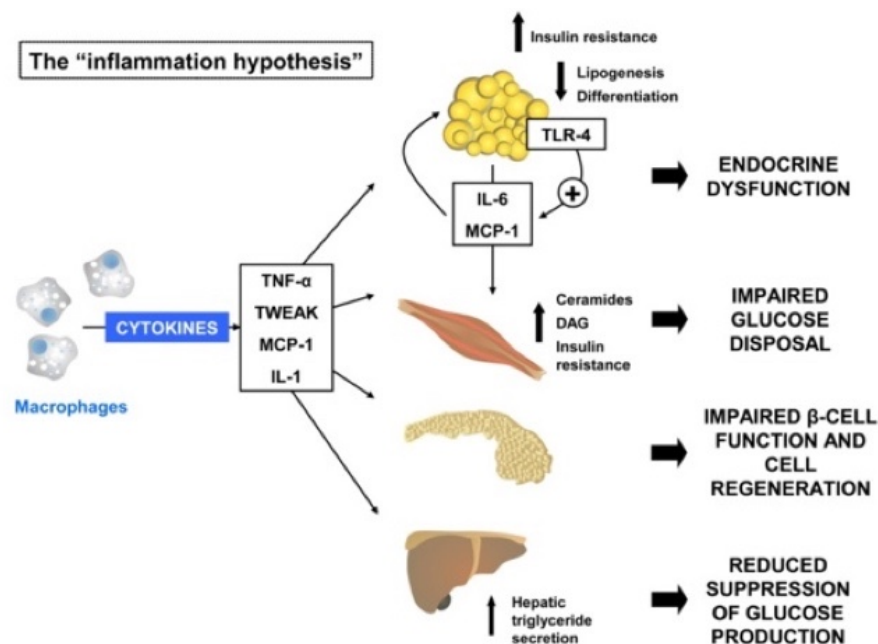 The “inflammation hypothesis”
Insulin resistance
Lipogenesis
Differentiation
TLR-4
+
IL-6
MCP-1
ENDOCRINE
DYSFUNCTION
Macrophages
CYTOKINES
TNF-α
TWEAK
MCP-1
IL-1
Ceramides
DAG
Insulin
resistance
IMPAIRED
GLUCOSE
DISPOSAL
IMPAIRED β-CELL
FUNCTION AND
CELL
REGENERATION
Hepatic
triglyceride
secretion
REDUCED
SUPPRESSION
OF GLUCOSE
PRODUCTION